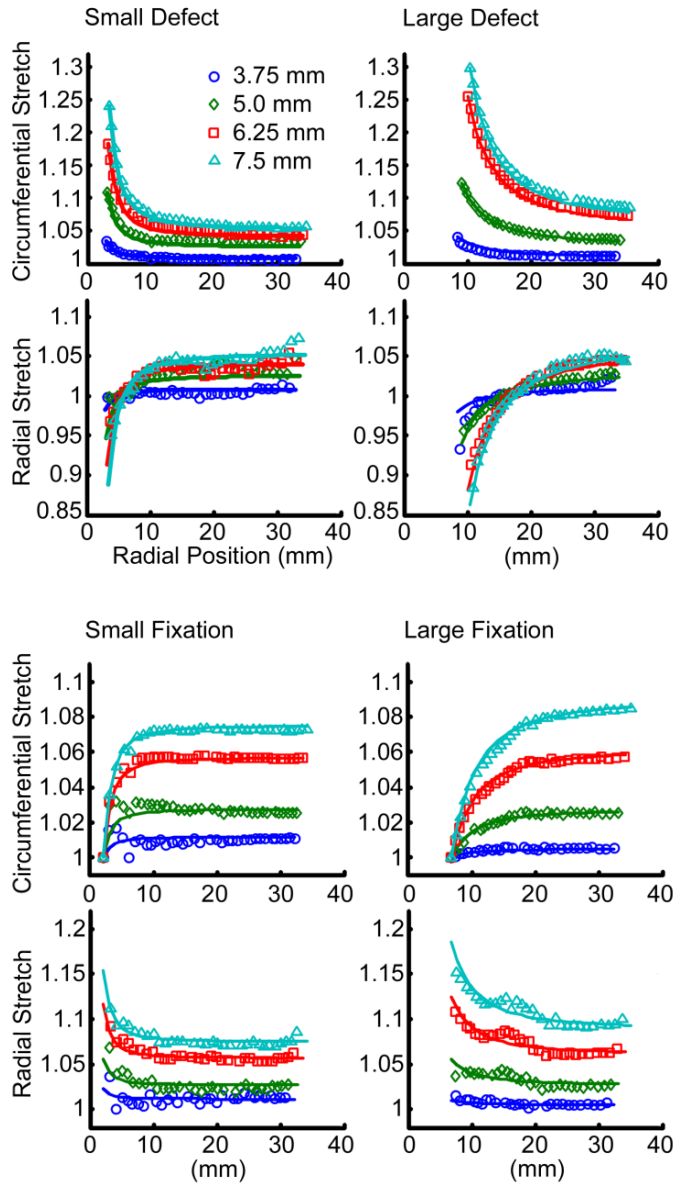 Small Defect
Large Defect
Circumferential Stretch
1.3
1.25
1.2
1.15
1.1
1.05
1
0 10 20 30 40
3.75 mm
5.0 mm
6.25 mm
7.5 mm
1.3
1.25
1.2
1.15
1.1
1.05
1
0 10 20 30 40
Radial Stretch
1.1
1.05
1
0.95
0.9
0.85
0 10 20 30 40
Radial Position (mm)
1.1
1.05
1
0.95
0.9
0.85
0 10 20 30 40
(mm)
Small Fixation
Large Fixation
Circumferential Stretch
1.1
1.08
1.06
1.04
1.02
1
0 10 20 30 40
1.1
1.08
1.06
1.04
1.02
1
0 10 20 30 40
Radial Stretch
1.2
1.15
1.1
1.05
1
0 10 20 30 40
(mm)
1.2
1.15
1.1
1.05
1
0 10 20 30 40
(mm)